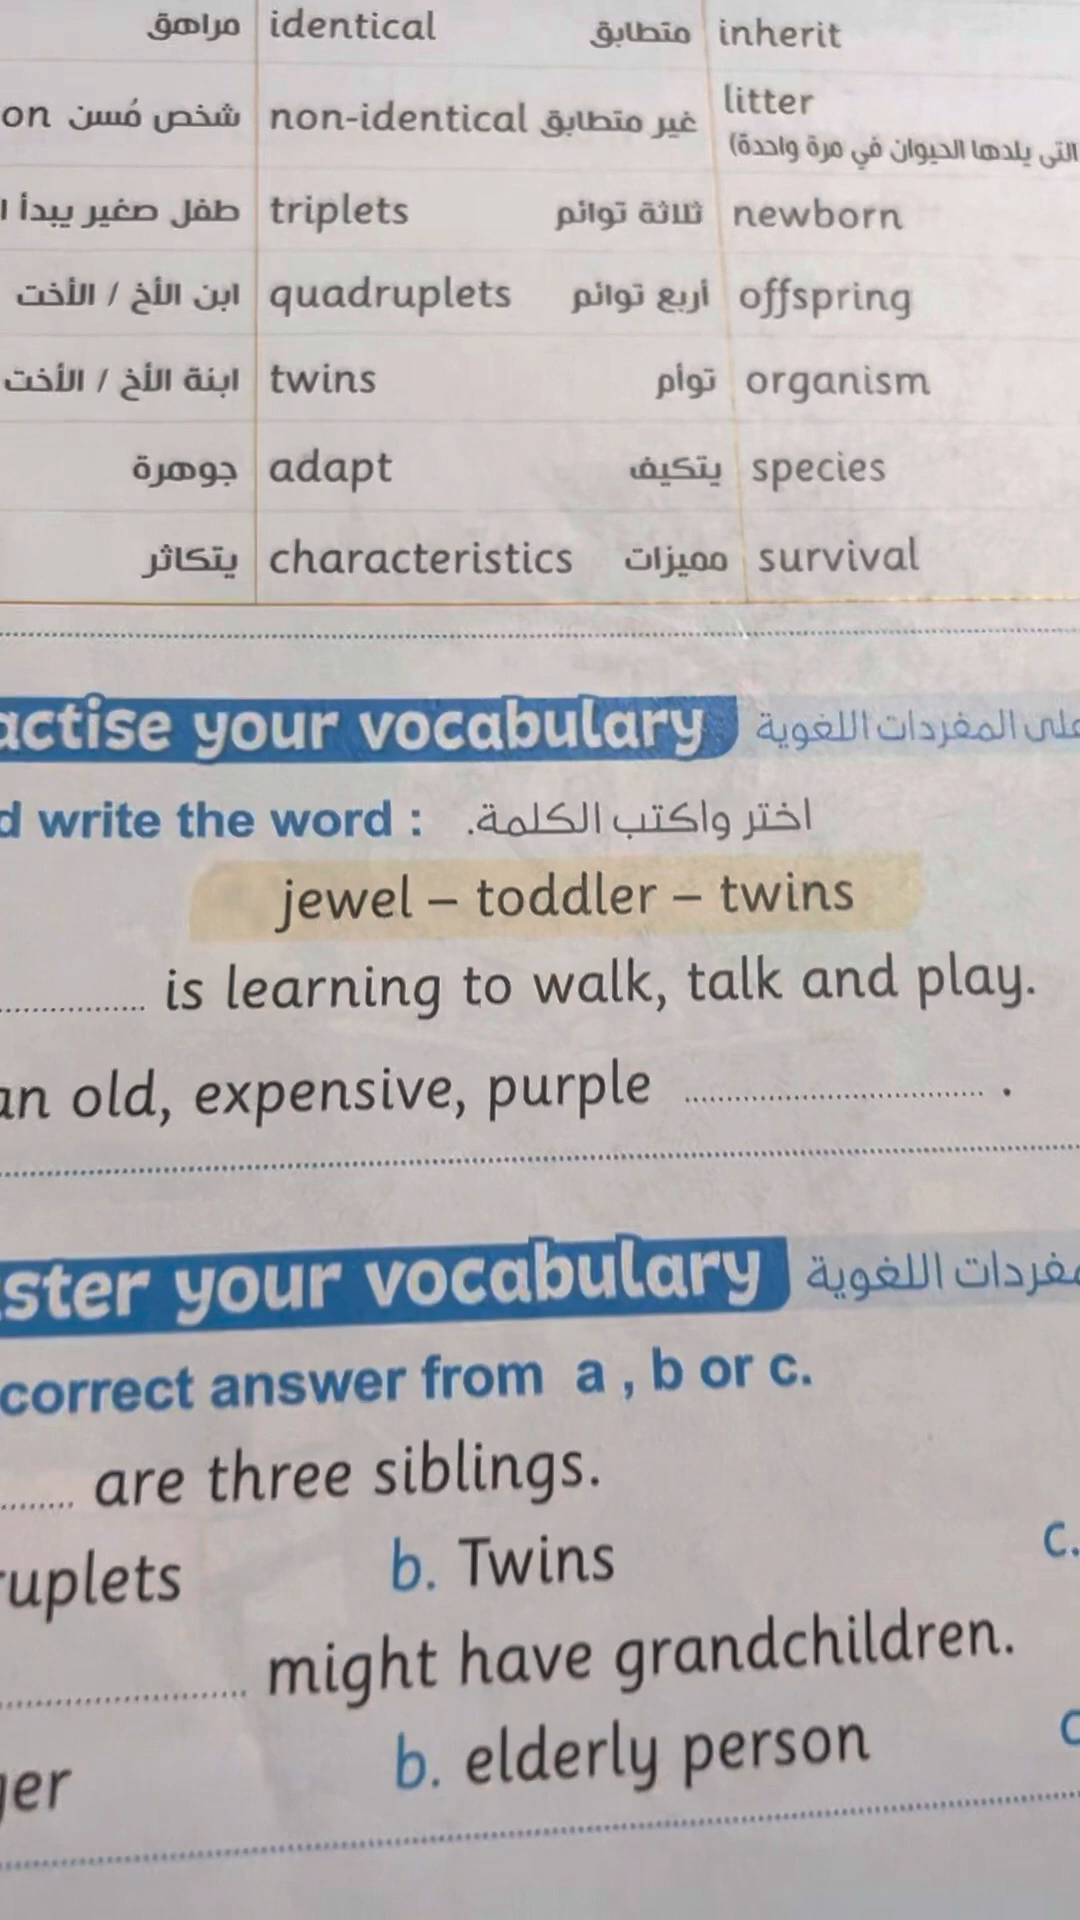 مراهق identical متطابق inherit
on شخص مُسن non-identical غير متطابق litter
التى يلدها الحيوان في مرة واحدة)
طفل صغير يبدأ ا triplets ثلاثة توائم newborn
ابن الأخ / الأخت quadruplets أربع توائم offspring
ابنة الأخ / الأخت twins توأم organism
جوهرة adapt يتكيف species
يتكاثر characteristics مميزات survival
actise your vocabulary على المفردات اللغوية
d write the word : اختر واكتب الكلمة.
jewel – toddler – twins
.............. is learning to walk, talk and play.
an old, expensive, purple .............................. .
ster your vocabulary مفردات اللغوية
correct answer from a , b or c.
........ are three siblings.
ruplets b. Twins c.
........................ might have grandchildren.
ger b. elderly person c